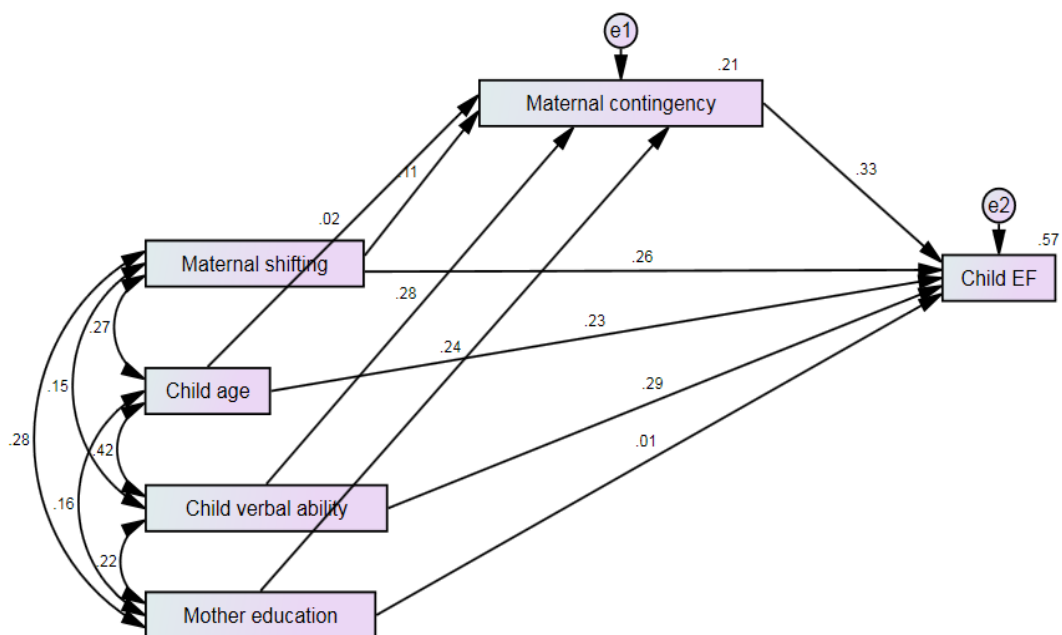 e1
.21
Maternal contingency
.11
.33
.02
e2
.57
Maternal shifting
.26
Child EF
.27
.28
.23
.15
.24
Child age
.29
.28
.42
.01
.16
Child verbal ability
.22
Mother education